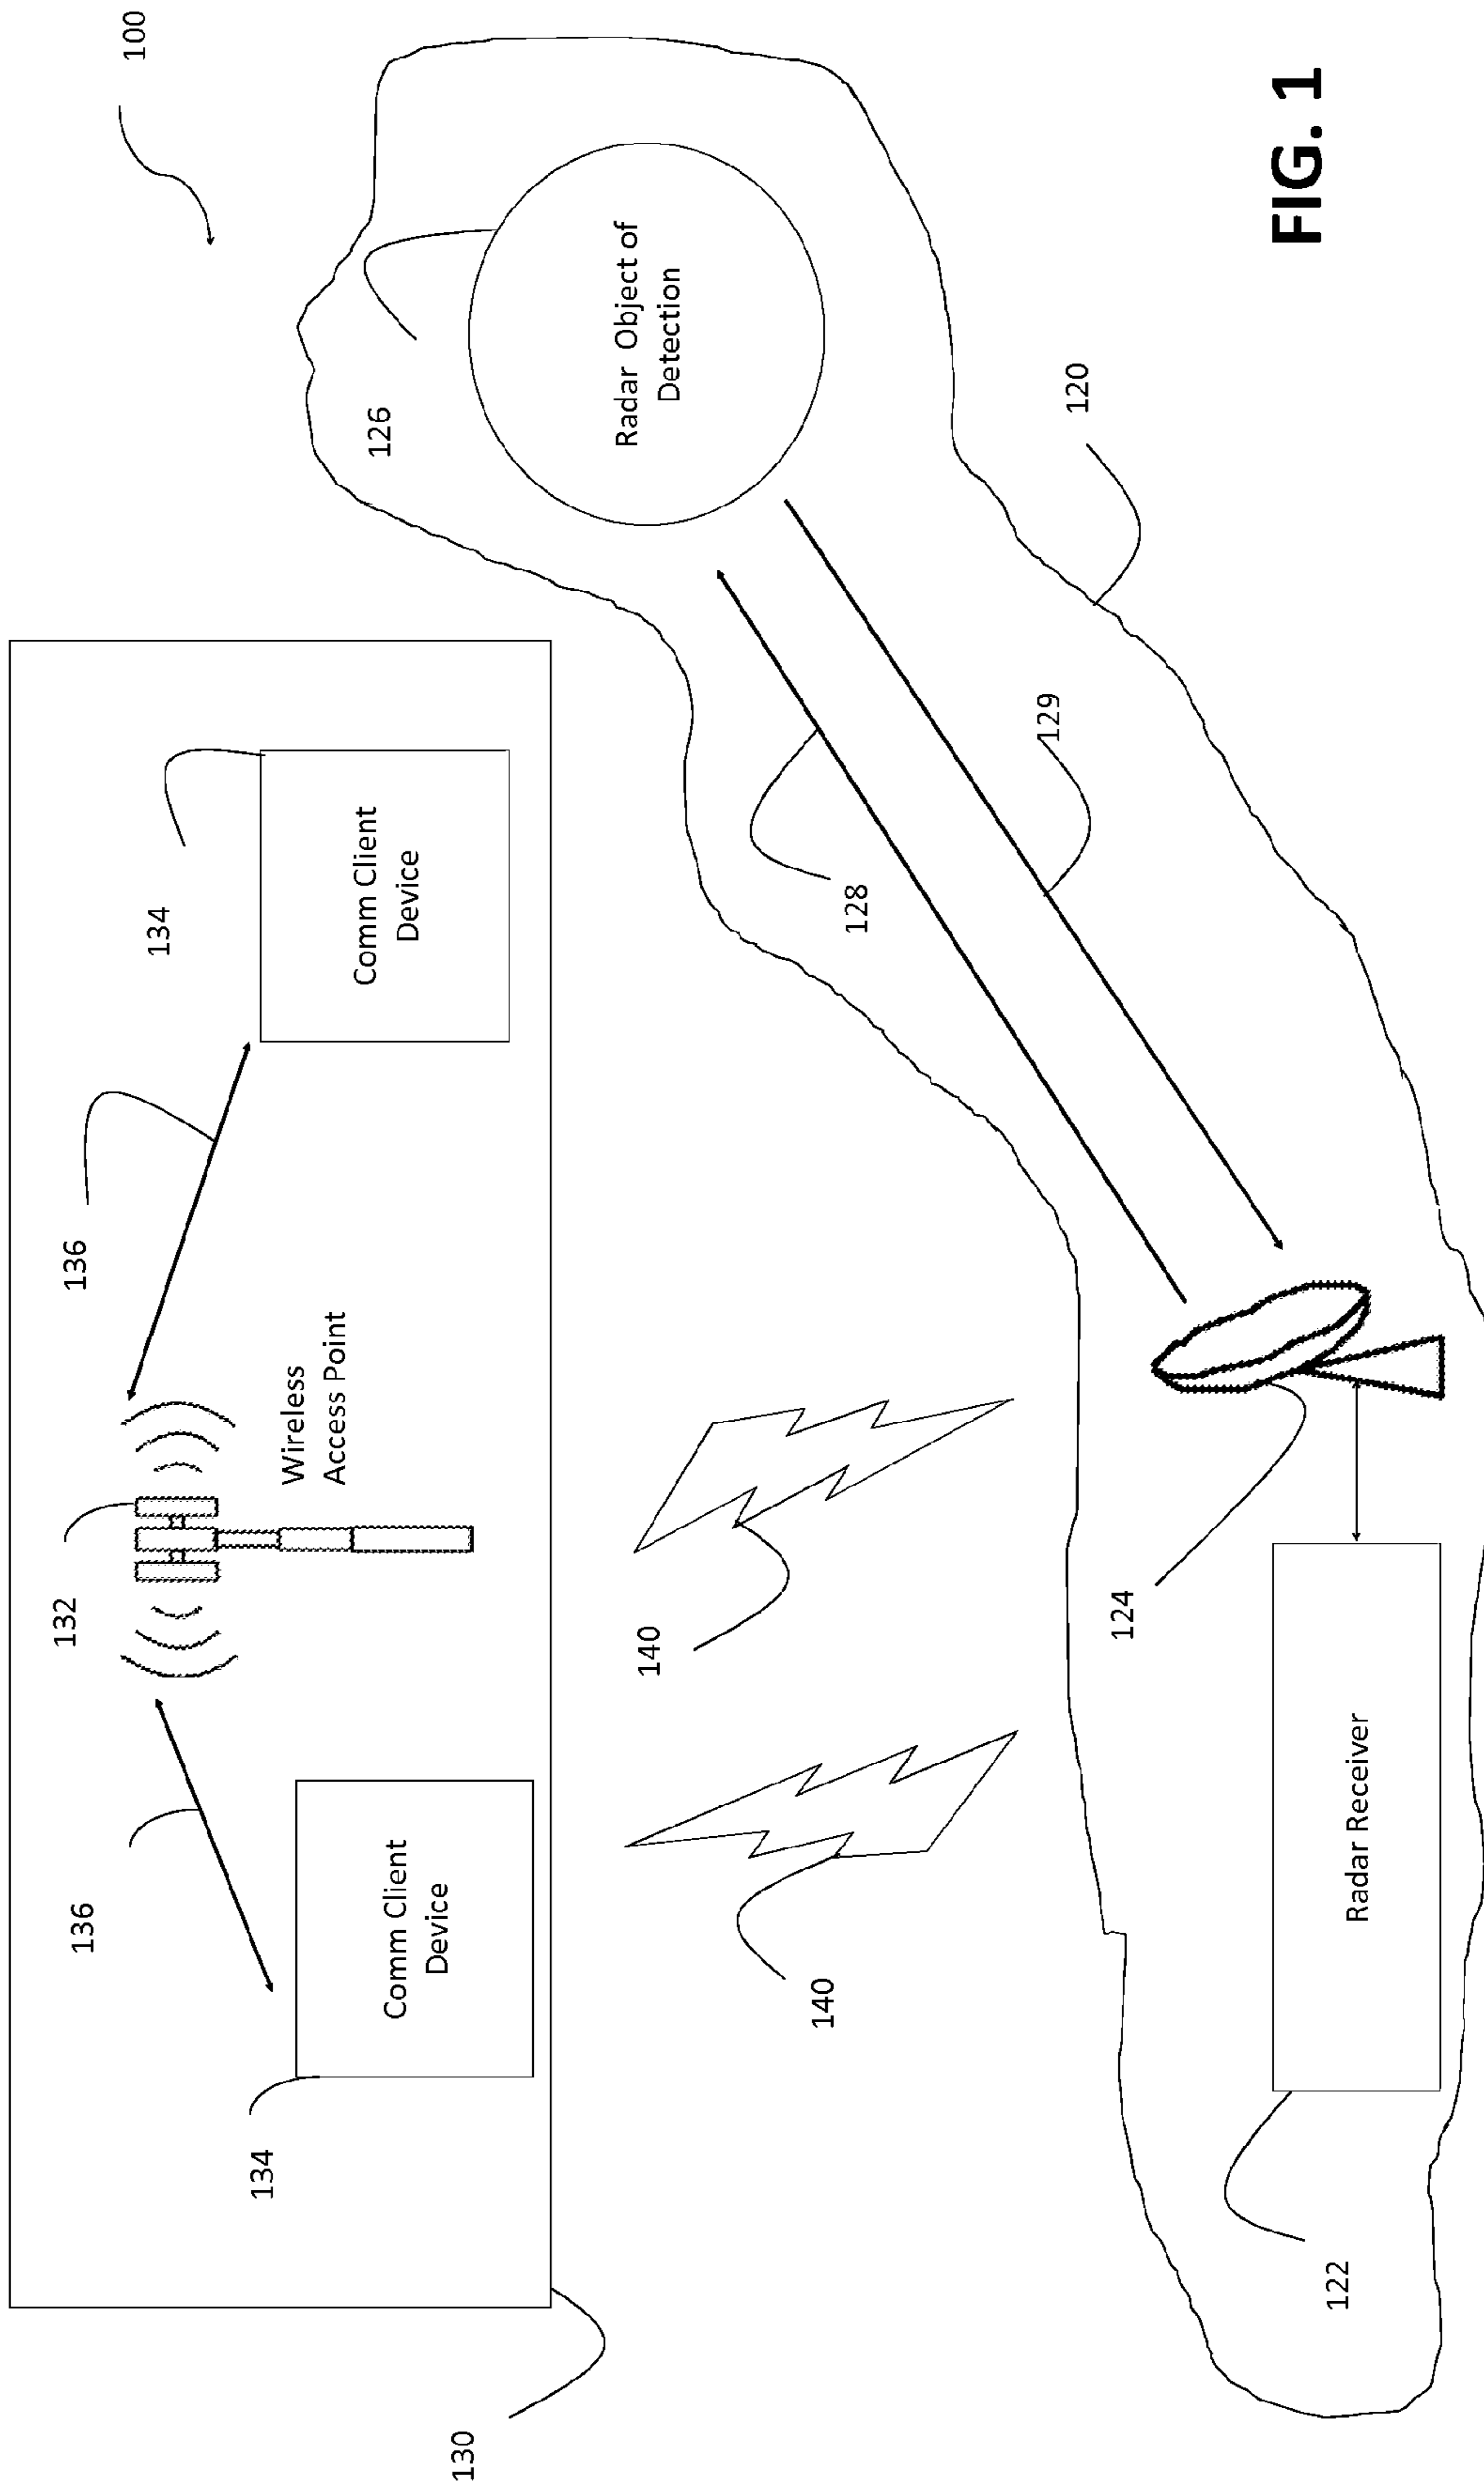 100
134
136
132
136
134
130
Comm Client
Device
Wireless
Access Point
Comm Client
Device
126
Radar Object of
Detection
140
140
128
129
120
124
122
Radar Receiver
FIG. 1